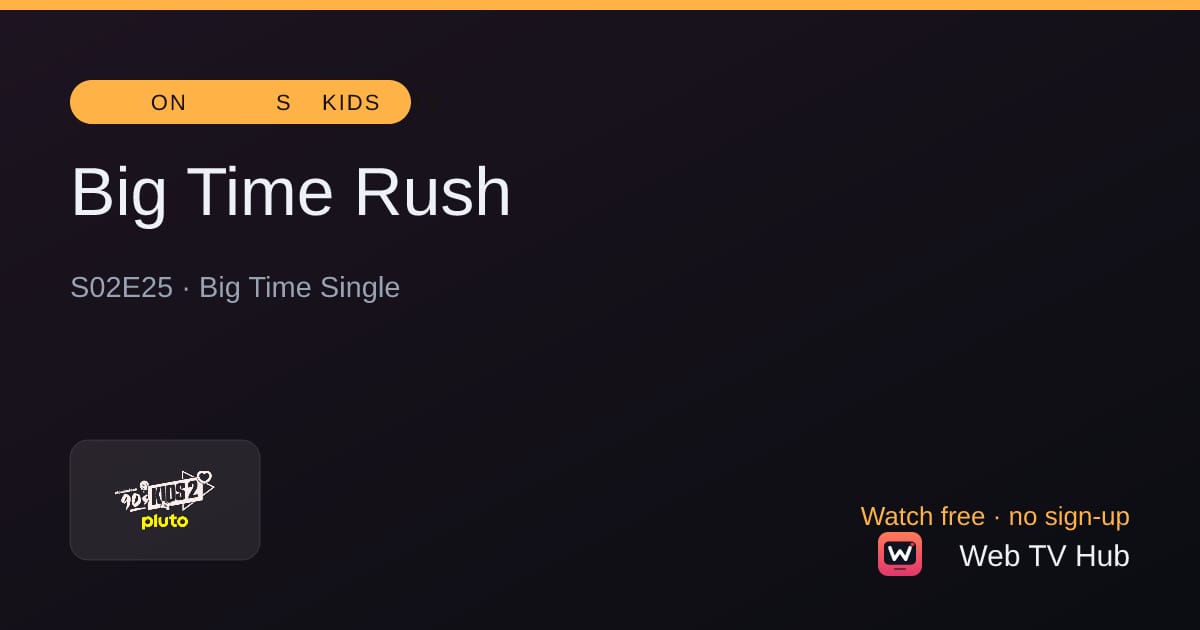 ON S KIDS
Big Time Rush
S02E25 · Big Time Single
90s KIDS 2
pluto
Watch free · no sign-up
W
Web TV Hub